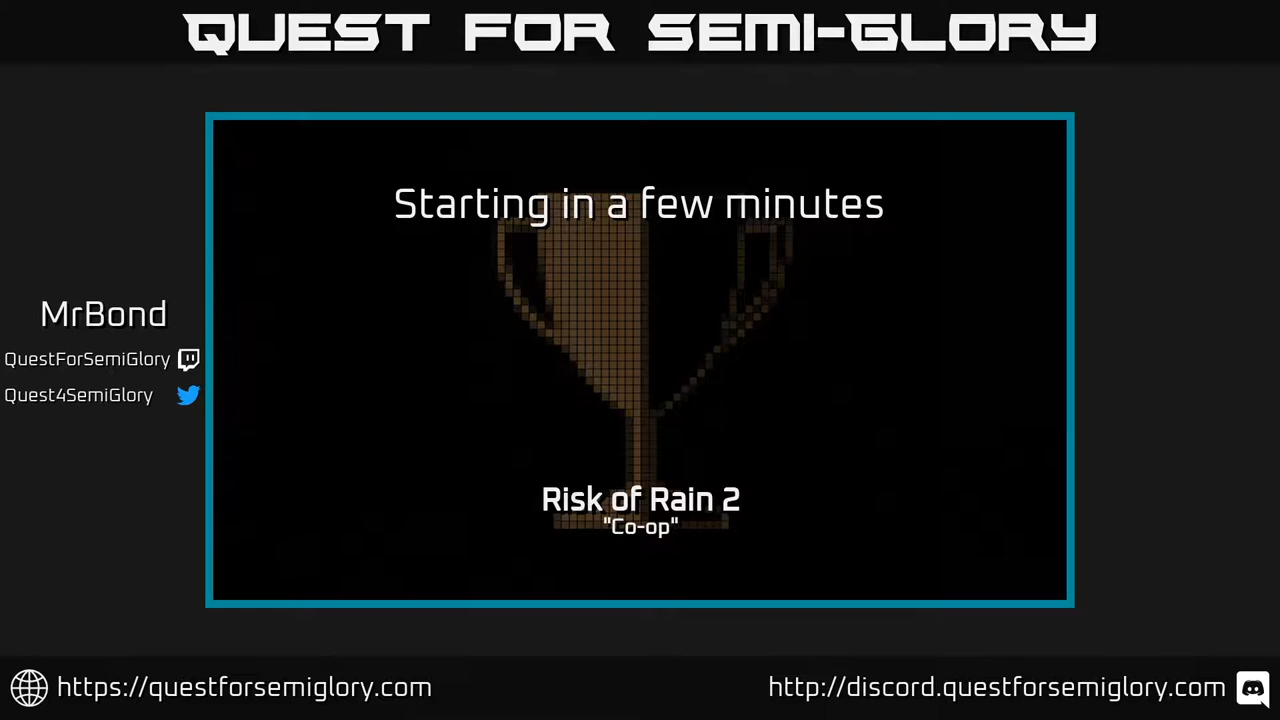 QUEST FOR SEMI-GLORY
Starting in a few minutes
MrBond
QuestForSemiGlory
Quest4SemiGlory
Risk of Rain 2
"Co-op"
https://questforsemiglory.com
http://discord.questforsemiglory.com